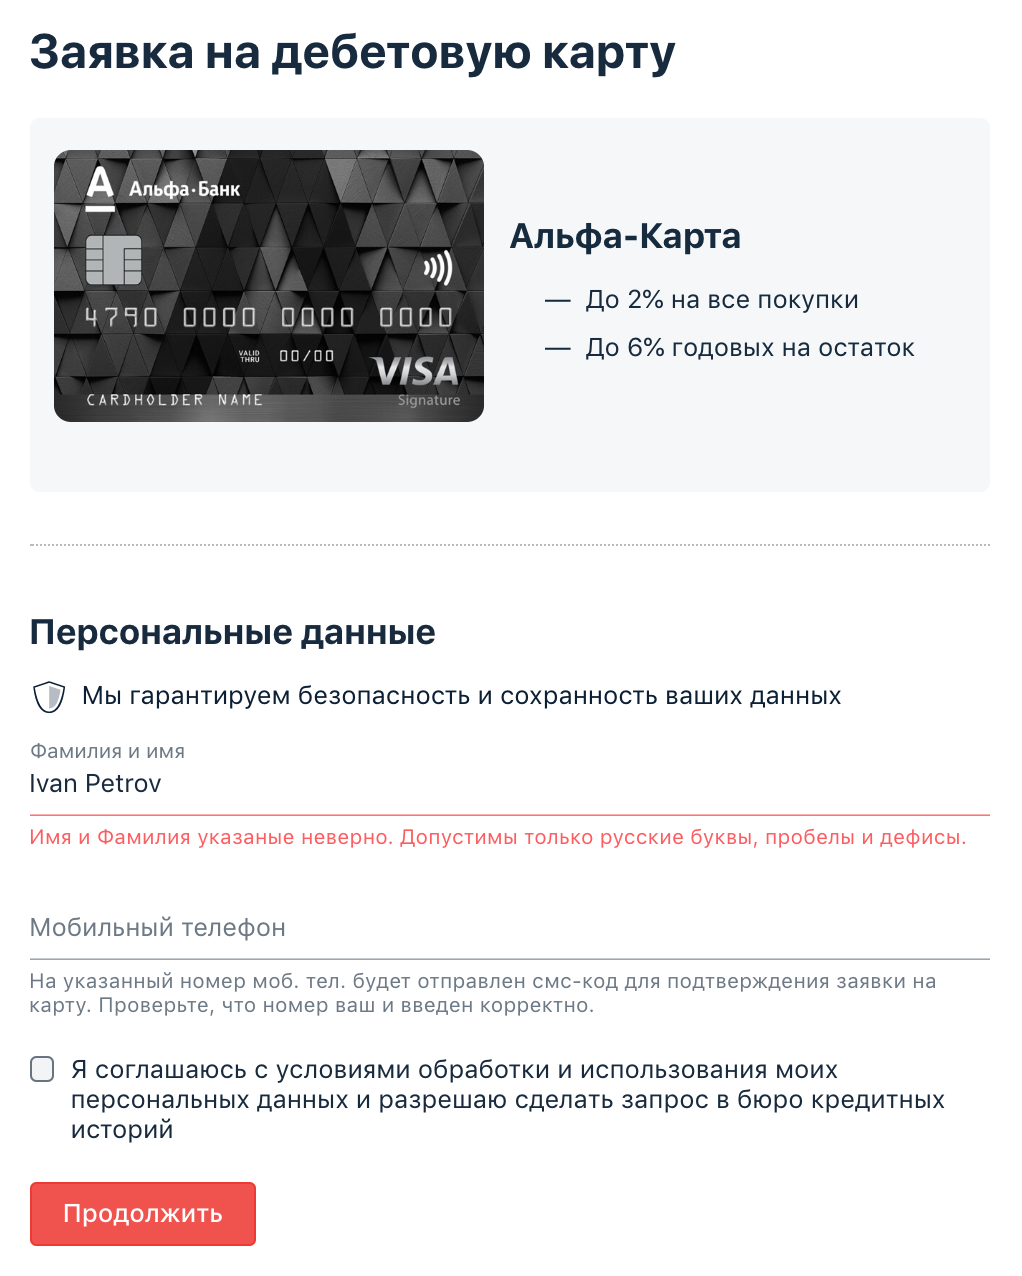 Заявка на дебетовую карту
А Альфа·Банк
4790 0000 0000 0000
VALID THRU 00/00
VISA
CARDHOLDER NAME
Signature
Альфа-Карта
— До 2% на все покупки
— До 6% годовых на остаток
Персональные данные
Мы гарантируем безопасность и сохранность ваших данных
Фамилия и имя
Ivan Petrov
Имя и Фамилия указаные неверно. Допустимы только русские буквы, пробелы и дефисы.
Мобильный телефон
На указанный номер моб. тел. будет отправлен смс-код для подтверждения заявки на
карту. Проверьте, что номер ваш и введен корректно.
Я соглашаюсь с условиями обработки и использования моих
персональных данных и разрешаю сделать запрос в бюро кредитных
историй
Продолжить